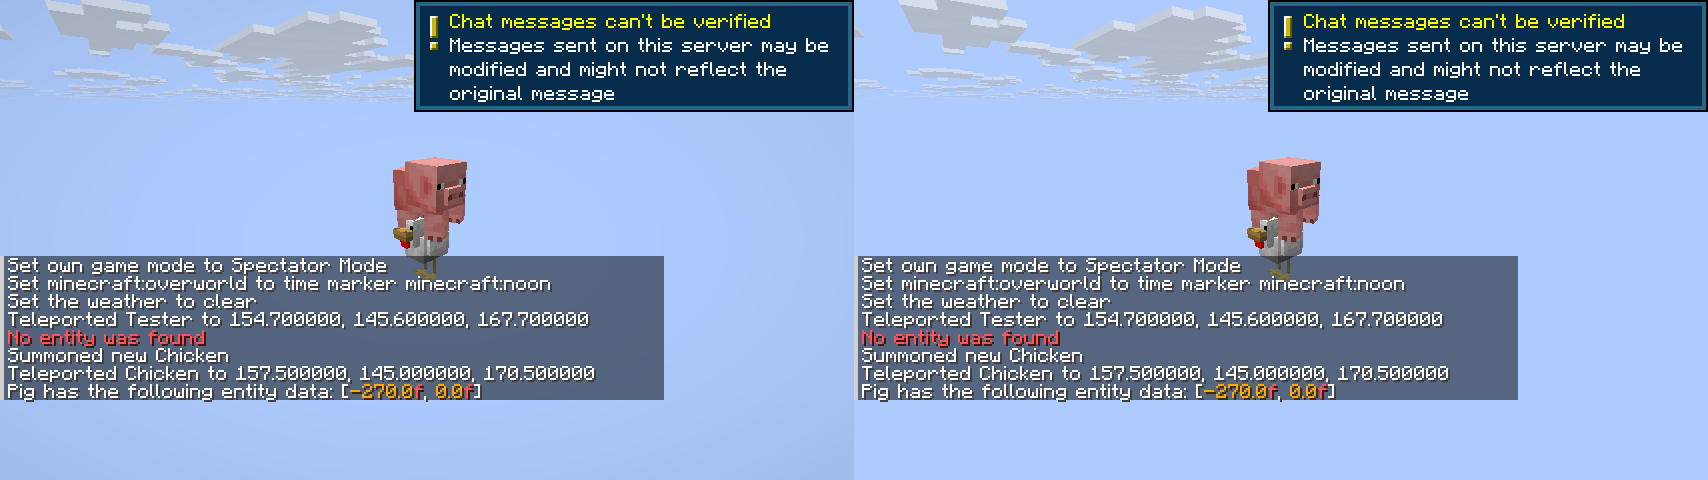 Chat messages can't be verified
Messages sent on this server may be
modified and might not reflect the
original message
Set own game mode to Spectator Mode
Set minecraft:overworld to time marker minecraft:noon
Set the weather to clear
Teleported Tester to 154.700000, 145.600000, 167.700000
No entity was found
Summoned new Chicken
Teleported Chicken to 157.500000, 145.000000, 170.500000
Pig has the following entity data: [-270.0f, 0.0f]
Chat messages can't be verified
Messages sent on this server may be
modified and might not reflect the
original message
Set own game mode to Spectator Mode
Set minecraft:overworld to time marker minecraft:noon
Set the weather to clear
Teleported Tester to 154.700000, 145.600000, 167.700000
No entity was found
Summoned new Chicken
Teleported Chicken to 157.500000, 145.000000, 170.500000
Pig has the following entity data: [-270.0f, 0.0f]